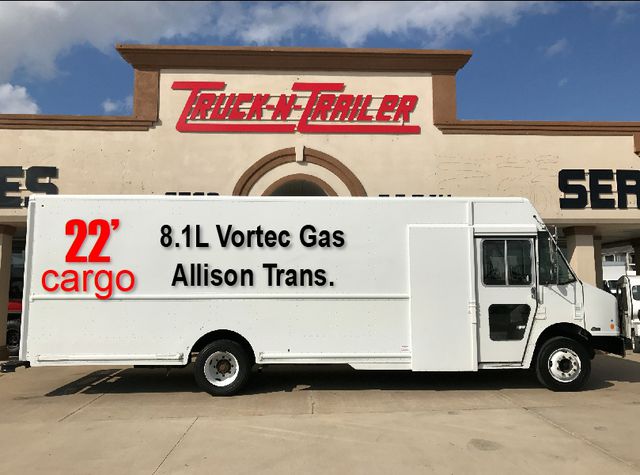 TRUCK-N-TRAILER
ES
SER
22'
cargo
8.1L Vortec Gas
Allison Trans.